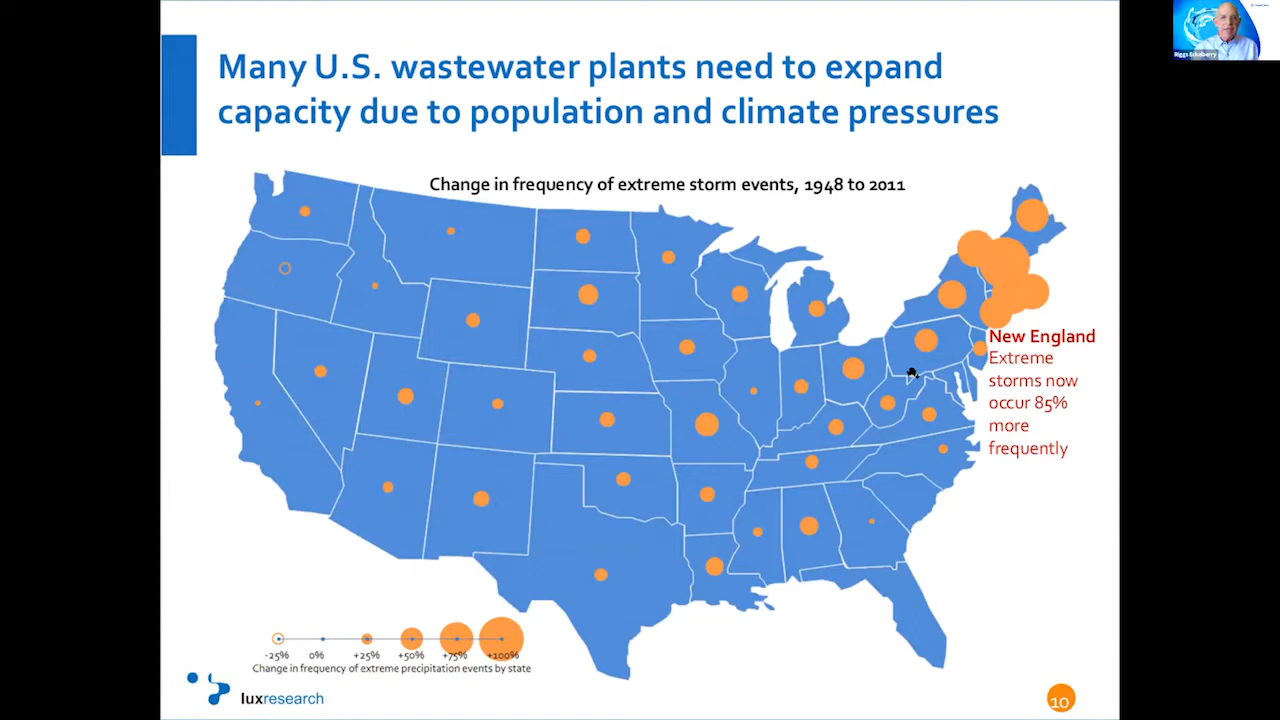 Many U.S. wastewater plants need to expand
capacity due to population and climate pressures
Change in frequency of extreme storm events, 1948 to 2011
New England
Extreme
storms now
occur 85%
more
frequently
-25% 0% +25% +50% +75% +100%
Change in frequency of extreme precipitation events by state
luxresearch
10
Riggs Eckelberry